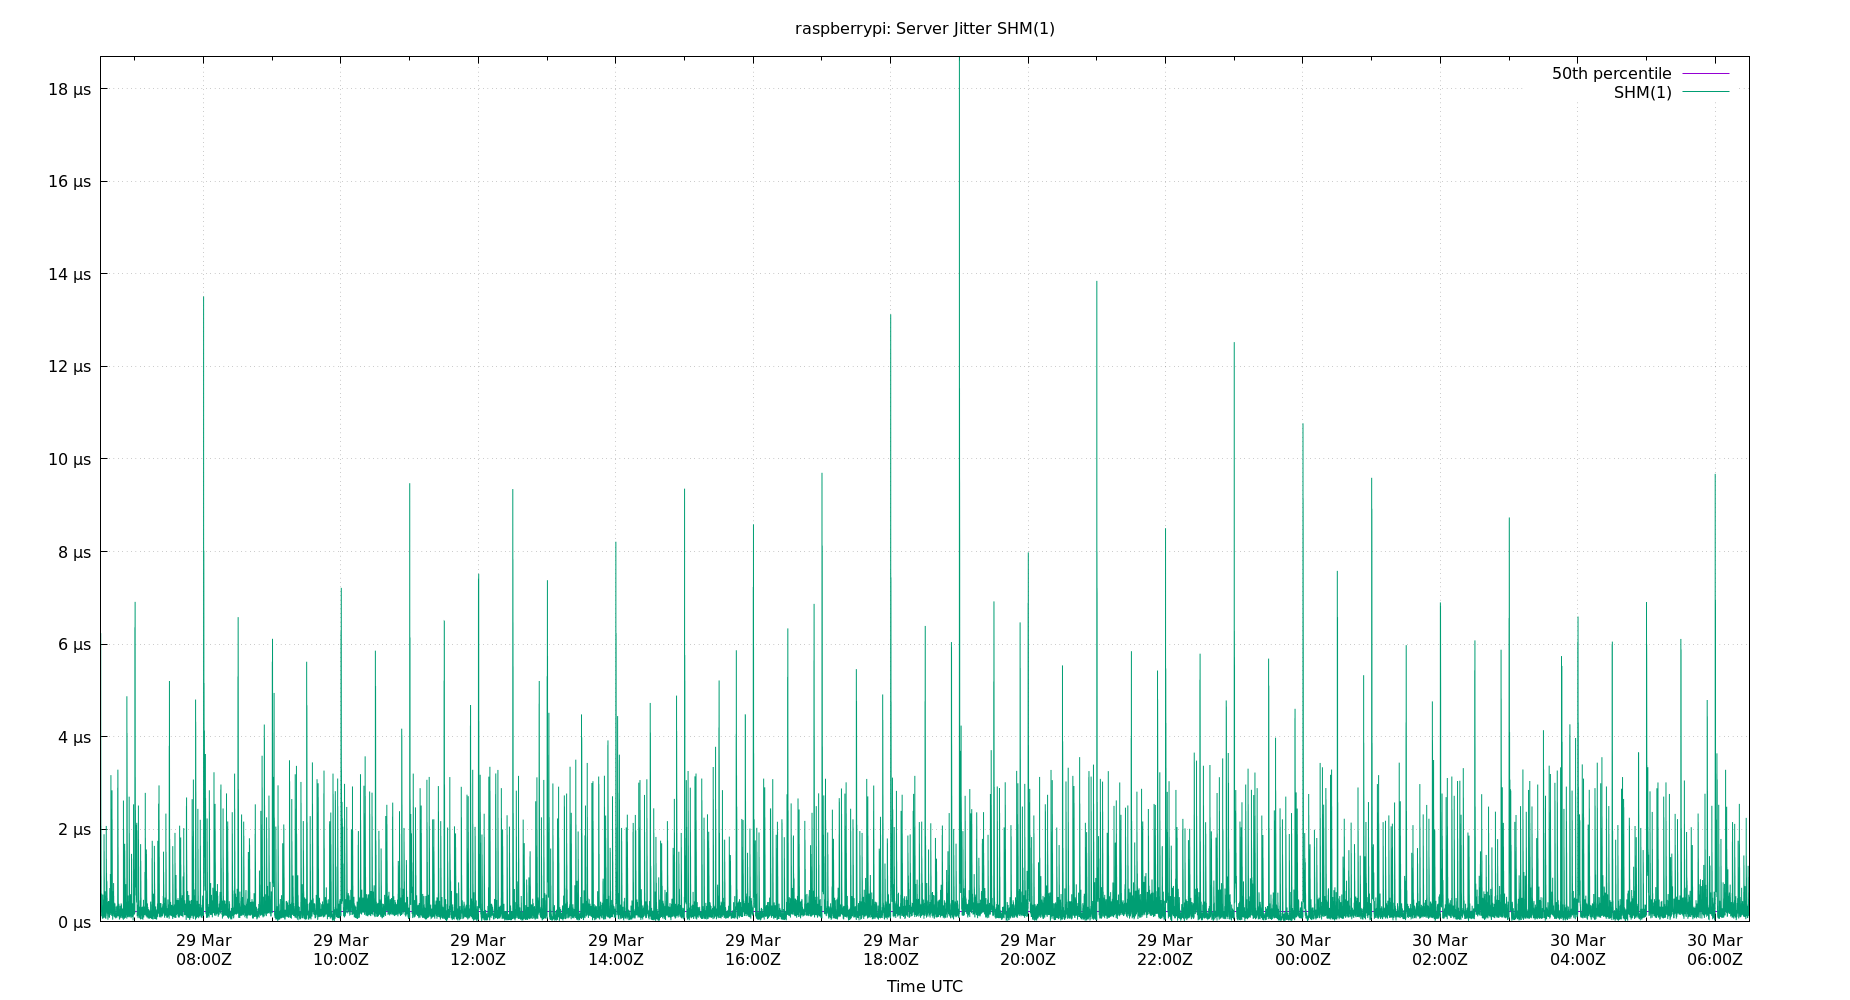 raspberrypi: Server Jitter SHM(1)
50th percentile
SHM(1)
18 µs
16 µs
14 µs
12 µs
10 µs
8 µs
6 µs
4 µs
2 µs
0 µs
29 Mar 29 Mar 29 Mar 29 Mar 29 Mar 29 Mar 29 Mar 29 Mar 30 Mar 30 Mar 30 Mar 30 Mar
08:00Z 10:00Z 12:00Z 14:00Z 16:00Z 18:00Z 20:00Z 22:00Z 00:00Z 02:00Z 04:00Z 06:00Z
Time UTC